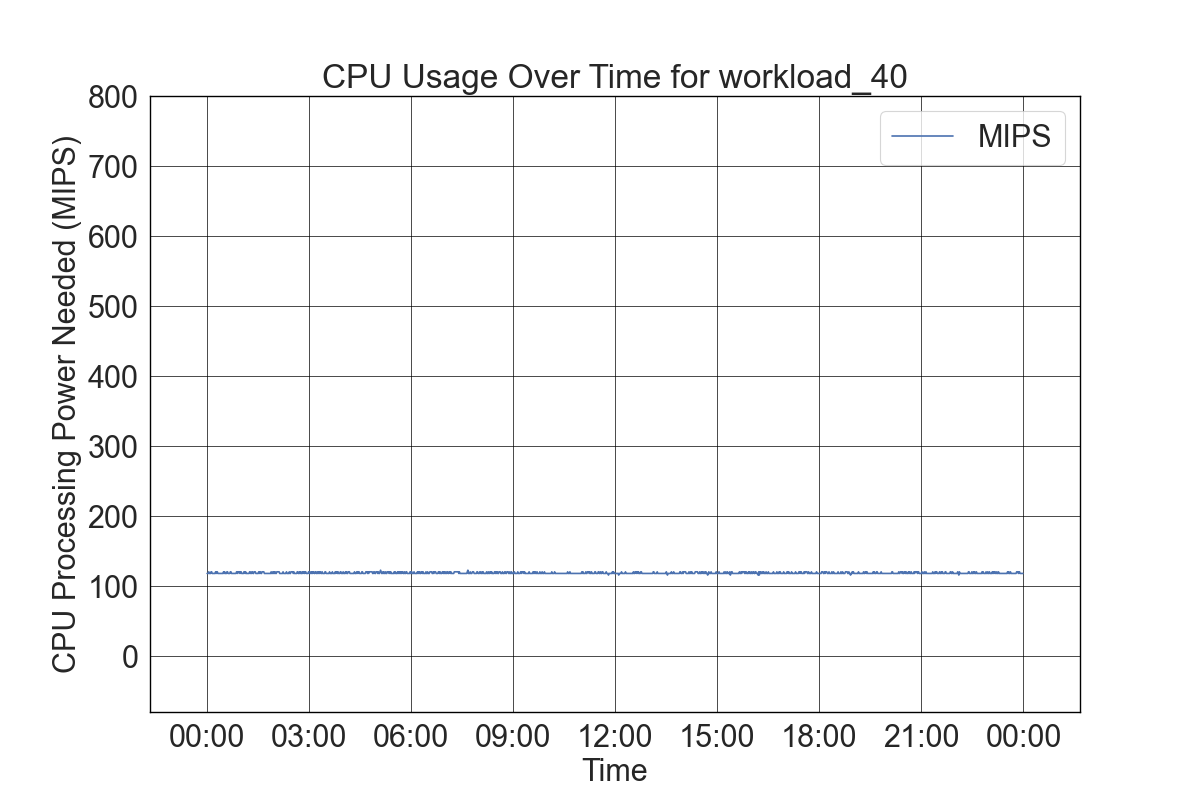 CPU Usage Over Time for workload_40
MIPS
CPU Processing Power Needed (MIPS)
800
700
600
500
400
300
200
100
0
00:00 03:00 06:00 09:00 12:00 15:00 18:00 21:00 00:00
Time